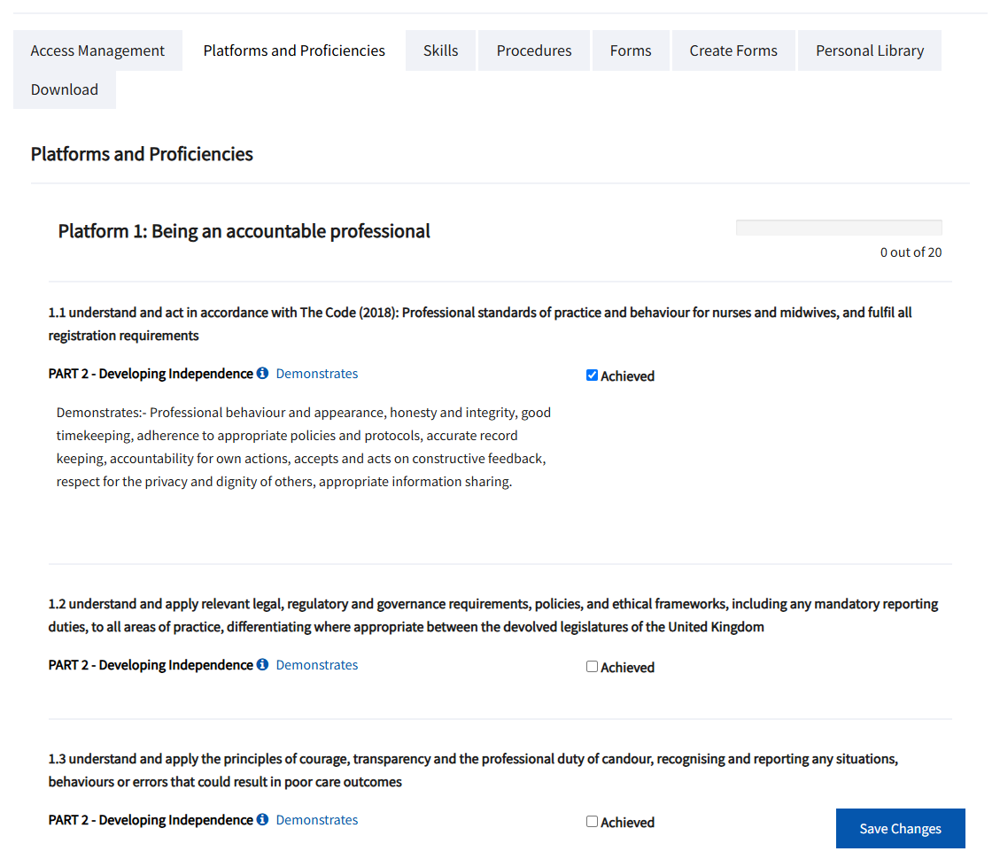 Access Management
Platforms and Proficiencies
Skills
Procedures
Forms
Create Forms
Personal Library
Download
Platforms and Proficiencies
Platform 1: Being an accountable professional
0 out of 20
1.1 understand and act in accordance with The Code (2018): Professional standards of practice and behaviour for nurses and midwives, and fulfil all
registration requirements
PART 2 - Developing Independence Demonstrates
Achieved
Demonstrates:- Professional behaviour and appearance, honesty and integrity, good
timekeeping, adherence to appropriate policies and protocols, accurate record
keeping, accountability for own actions, accepts and acts on constructive feedback,
respect for the privacy and dignity of others, appropriate information sharing.
1.2 understand and apply relevant legal, regulatory and governance requirements, policies, and ethical frameworks, including any mandatory reporting
duties, to all areas of practice, differentiating where appropriate between the devolved legislatures of the United Kingdom
PART 2 - Developing Independence Demonstrates
Achieved
1.3 understand and apply the principles of courage, transparency and the professional duty of candour, recognising and reporting any situations,
behaviours or errors that could result in poor care outcomes
PART 2 - Developing Independence Demonstrates
Achieved
Save Changes